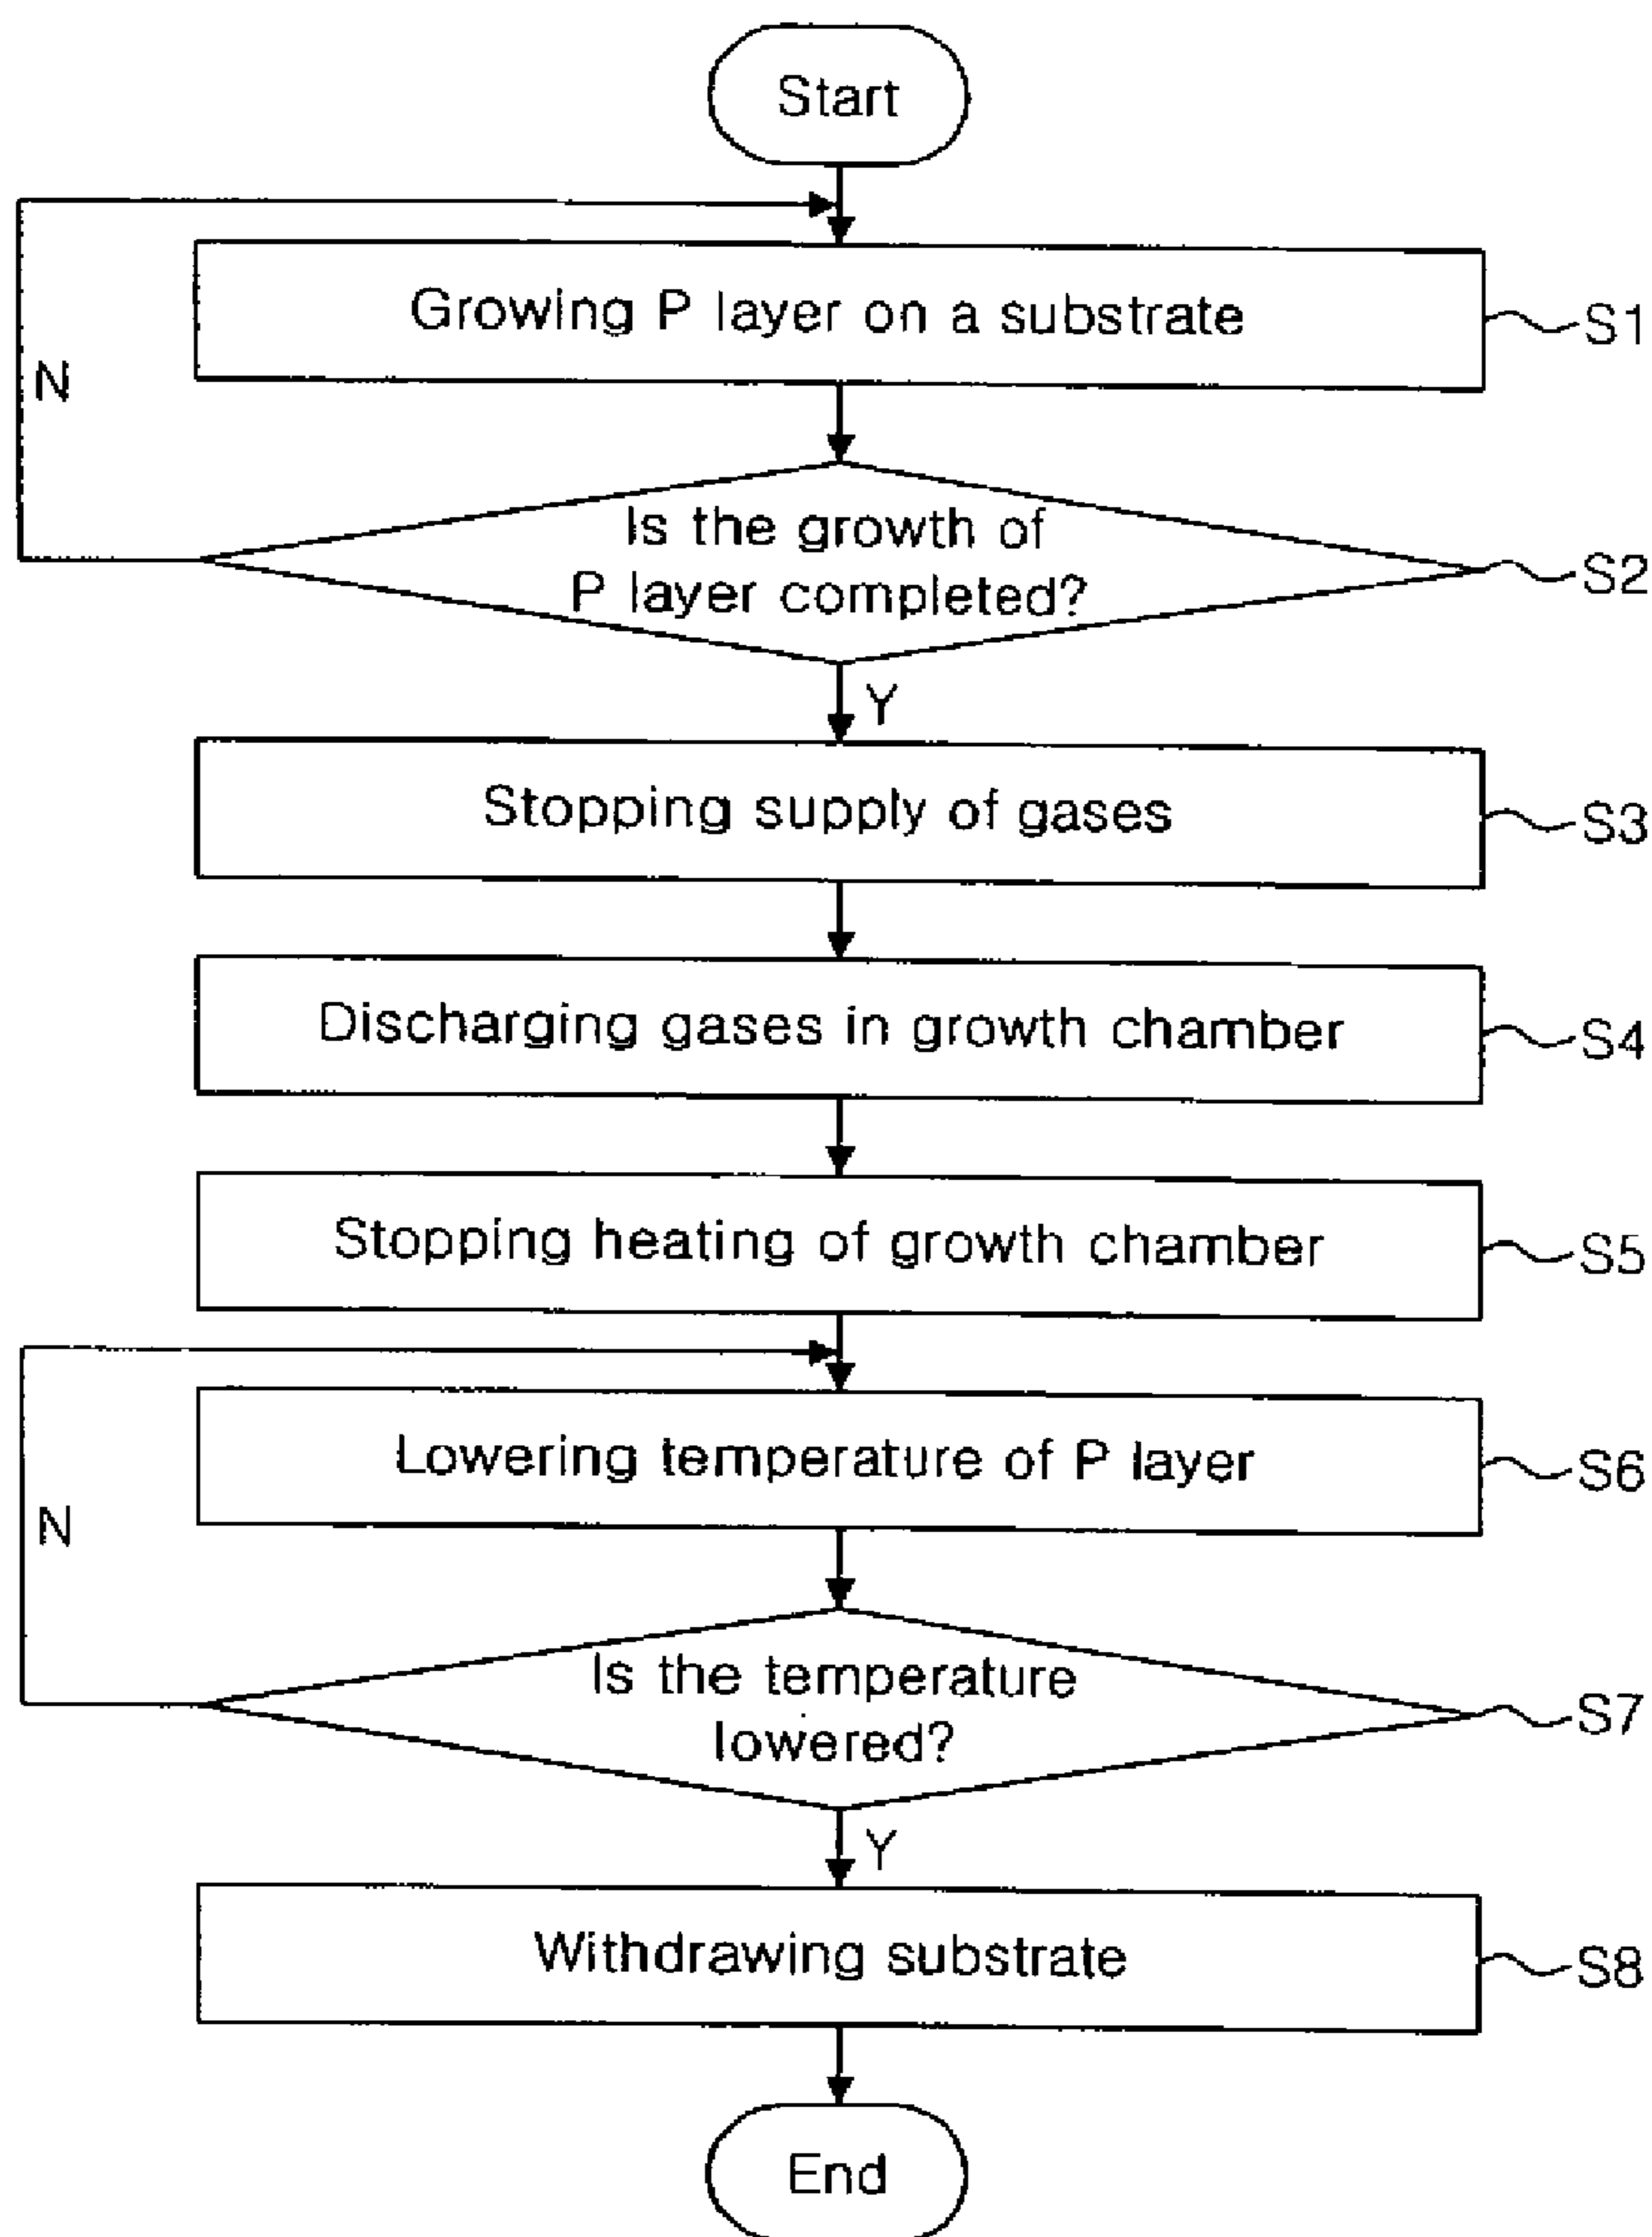 Start
Growing P layer on a substrate
S1
N
Is the growth of
P layer completed?
S2
Y
Stopping supply of gases
S3
Discharging gases in growth chamber
S4
Stopping heating of growth chamber
S5
Lowering temperature of P layer
S6
N
Is the temperature
lowered?
S7
Y
Withdrawing substrate
S8
End